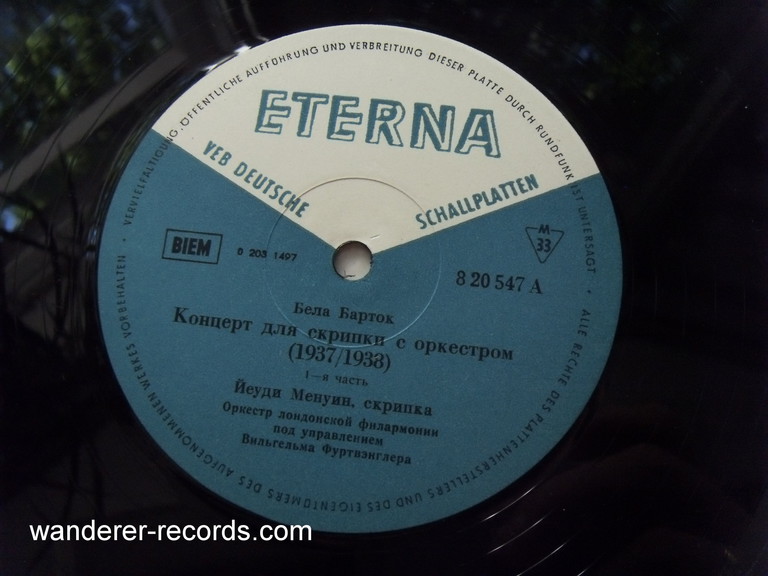 VERVIELFÄLTIGUNG, ÖFFENTLICHE AUFFÜHRUNG UND VERBREITUNG DIESER PLATTE DURCH RUNDFUNK IST UNTERSAGT • ALLE RECHTE DES PLATTENHERSTELLERS UND DES EIGENTÜMERS DES AUFGENOMMENEN WERKES VORBEHALTEN •
ETERNA
VEB DEUTSCHE SCHALLPLATTEN
BIEM
0 203 1497
M
33
8 20 547 A
Бела Барток
Концерт для скрипки с оркестром
(1937/1938)
1—я часть
Йеуди Менуин, скрипка
Оркестр лондонской филармонии
под управлением
Вильгельма Фуртвэнглера
wanderer-records.com